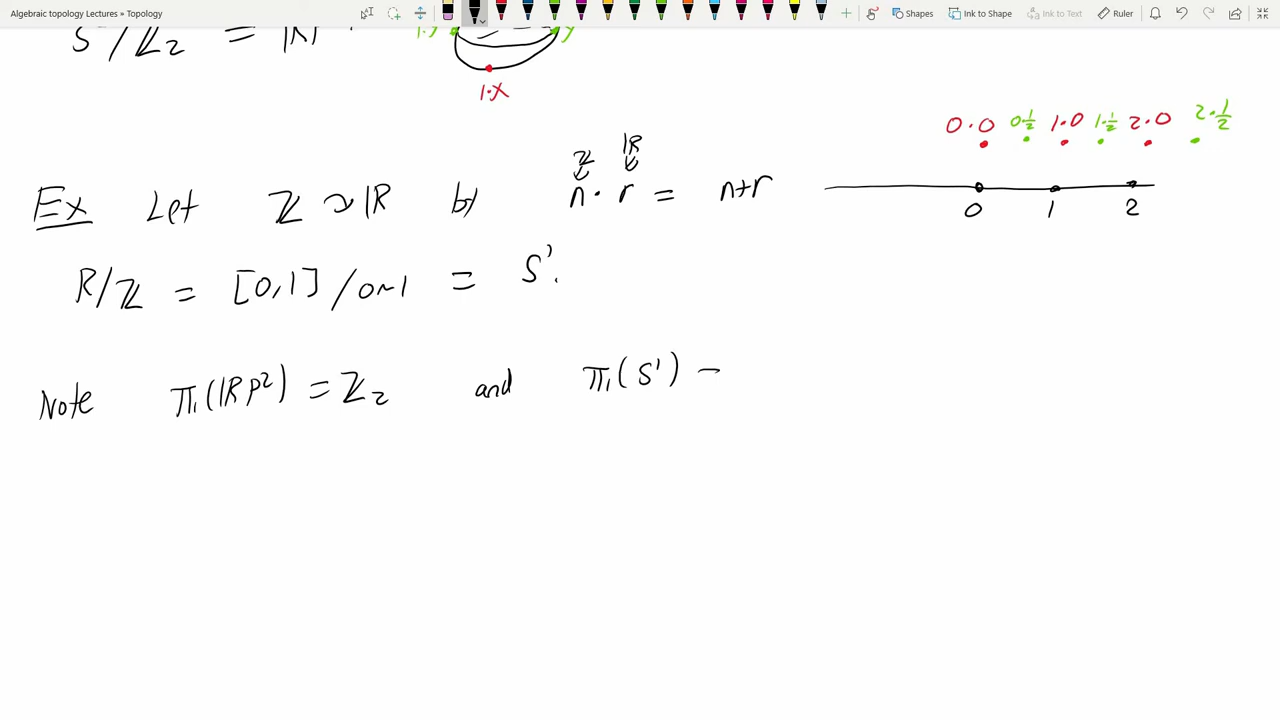 Algebraic topology Lectures » Topology
Shapes Ink to Shape Ink to Text Ruler
S²/ℤ₂ = ℝP²
1·y y
1·x
0·0 0·½ 1·0 1·½ 2·0 2·½
ℤ ℝ
Ex Let ℤ ↷ ℝ by n · r = n+r
0 1 2
R/ℤ = [0,1]/0~1 = S¹.
Note π₁(ℝP²) = ℤ₂ and π₁(S¹) –